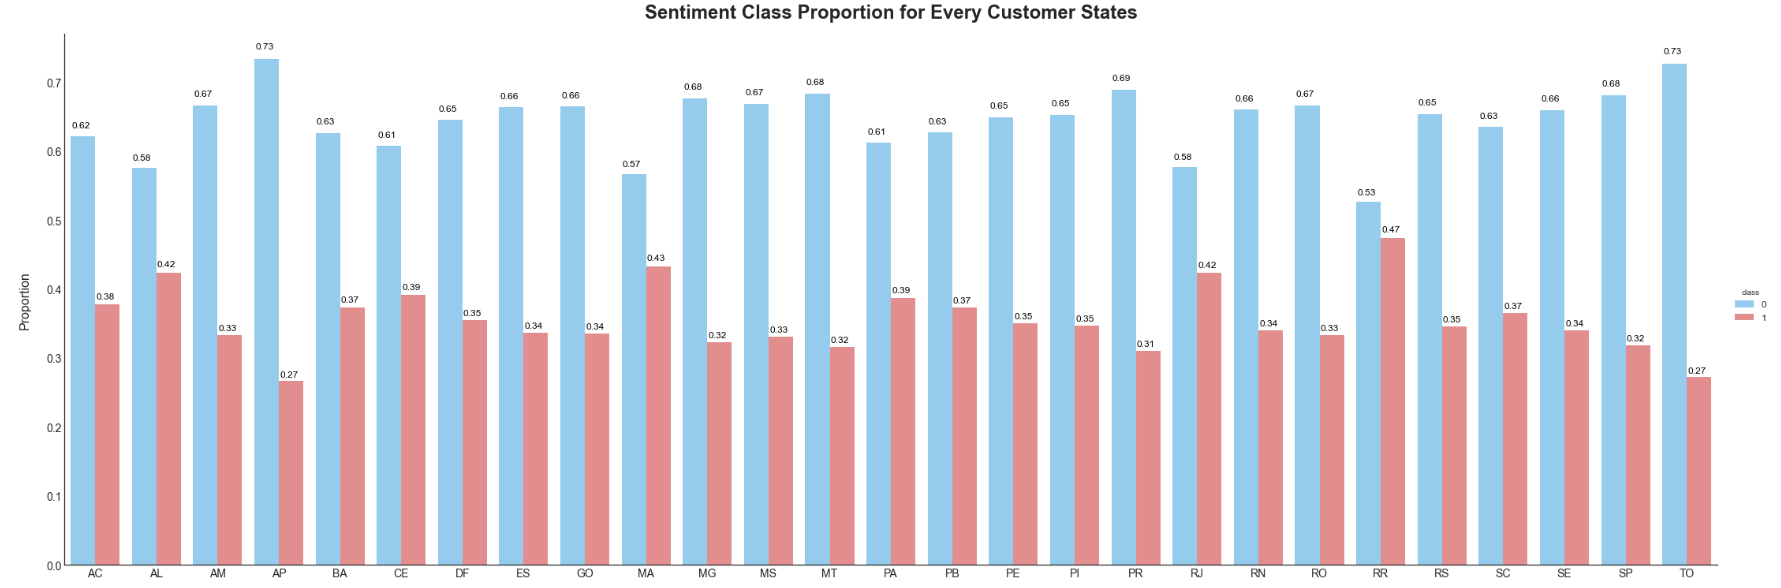 Sentiment Class Proportion for Every Customer States
Proportion
0.7
0.6
0.5
0.4
0.3
0.2
0.1
0.0
0.62 0.38 0.58 0.42 0.67 0.33 0.73 0.27 0.63 0.37 0.61 0.39 0.65 0.35 0.66 0.34 0.66 0.34 0.57 0.43 0.68 0.32 0.67 0.33 0.68 0.32 0.61 0.39 0.63 0.37 0.65 0.35 0.65 0.35 0.69 0.31 0.58 0.42 0.66 0.34 0.67 0.33 0.53 0.47 0.65 0.35 0.63 0.37 0.66 0.34 0.68 0.32 0.73 0.27
AC AL AM AP BA CE DF ES GO MA MG MS MT PA PB PE PI PR RJ RN RO RR RS SC SE SP TO
class
0
1